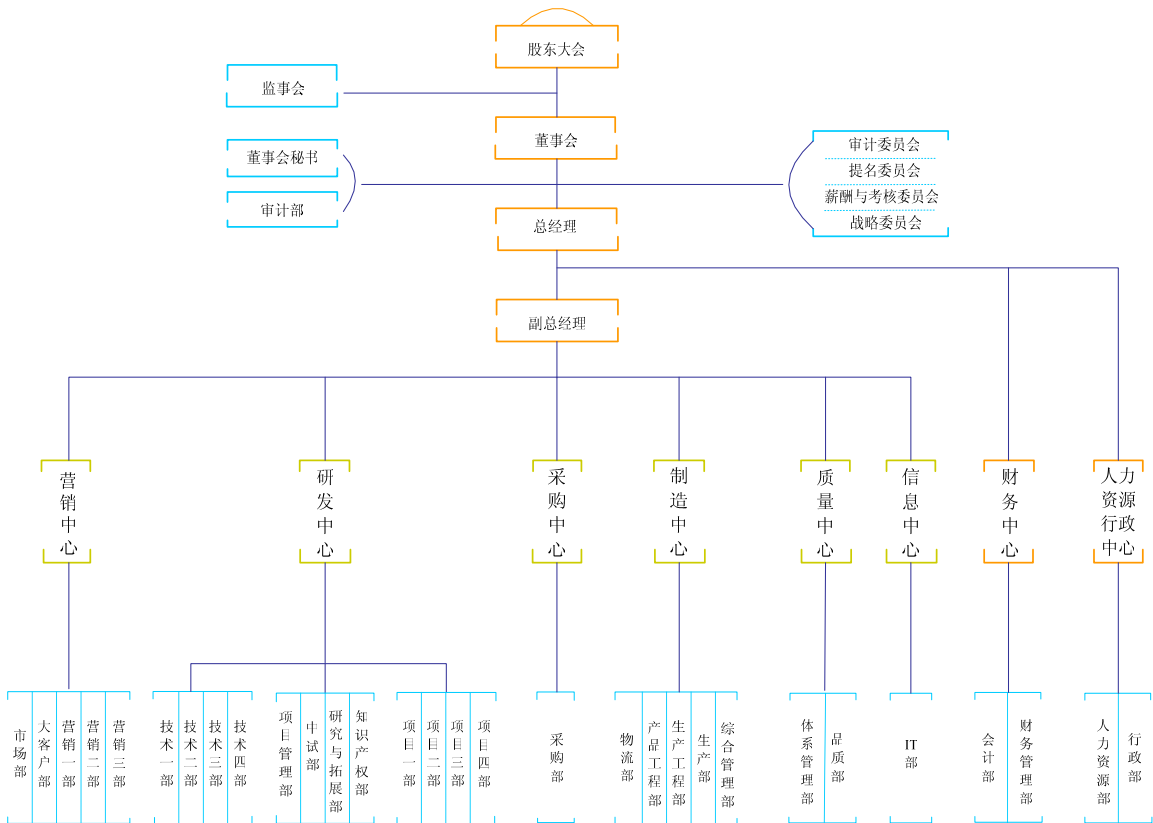 股东大会
监事会
董事会
董事会秘书
审计部
审计委员会
提名委员会
薪酬与考核委员会
战略委员会
总经理
副总经理
营销中心
研发中心
采购中心
制造中心
质量中心
信息中心
财务中心
人力资源行政中心
市场部
大客户部
营销一部
营销二部
营销三部
技术一部
技术二部
技术三部
技术四部
项目管理部
中试部
研究与拓展部
知识产权部
项目一部
项目二部
项目三部
项目四部
采购部
物流部
产品工程部
生产工程部
生产部
综合管理部
体系管理部
品质部
IT部
会计部
财务管理部
人力资源部
行政部